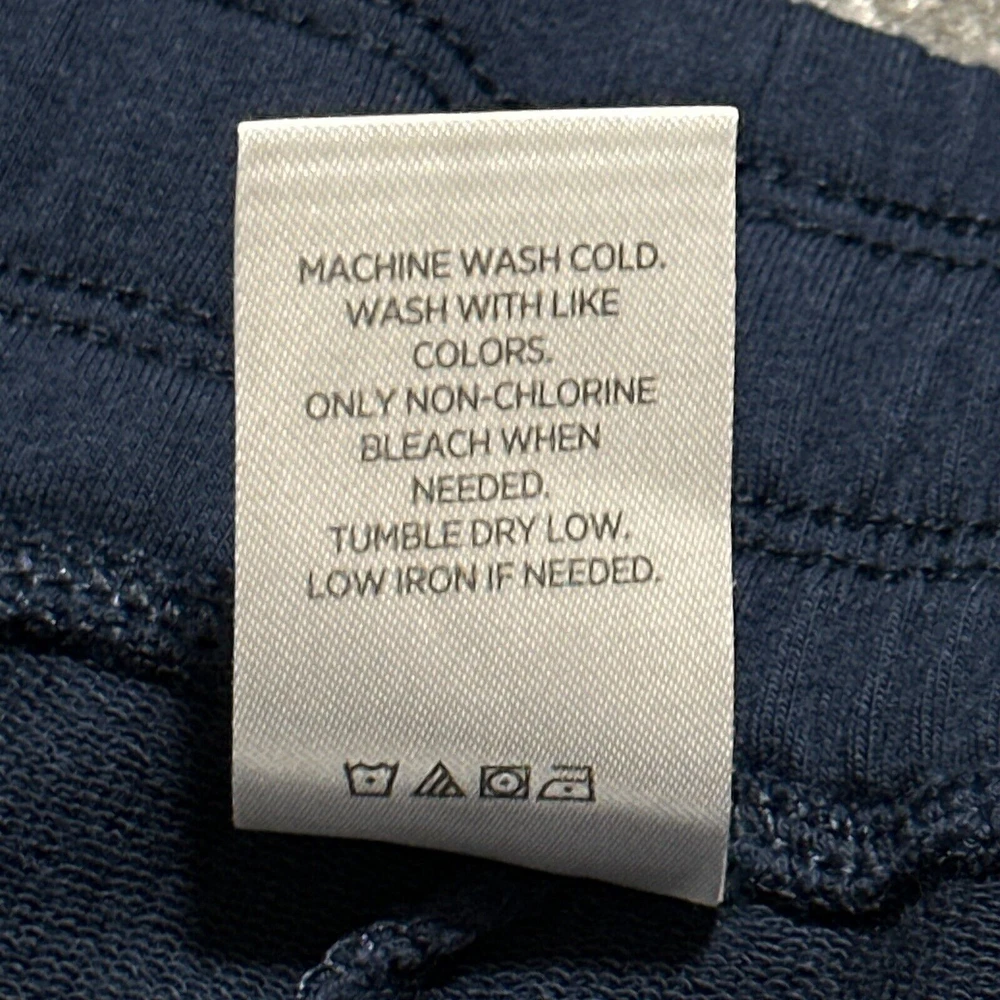 MACHINE WASH COLD.
WASH WITH LIKE
COLORS.
ONLY NON-CHLORINE
BLEACH WHEN
NEEDED.
TUMBLE DRY LOW.
LOW IRON IF NEEDED.